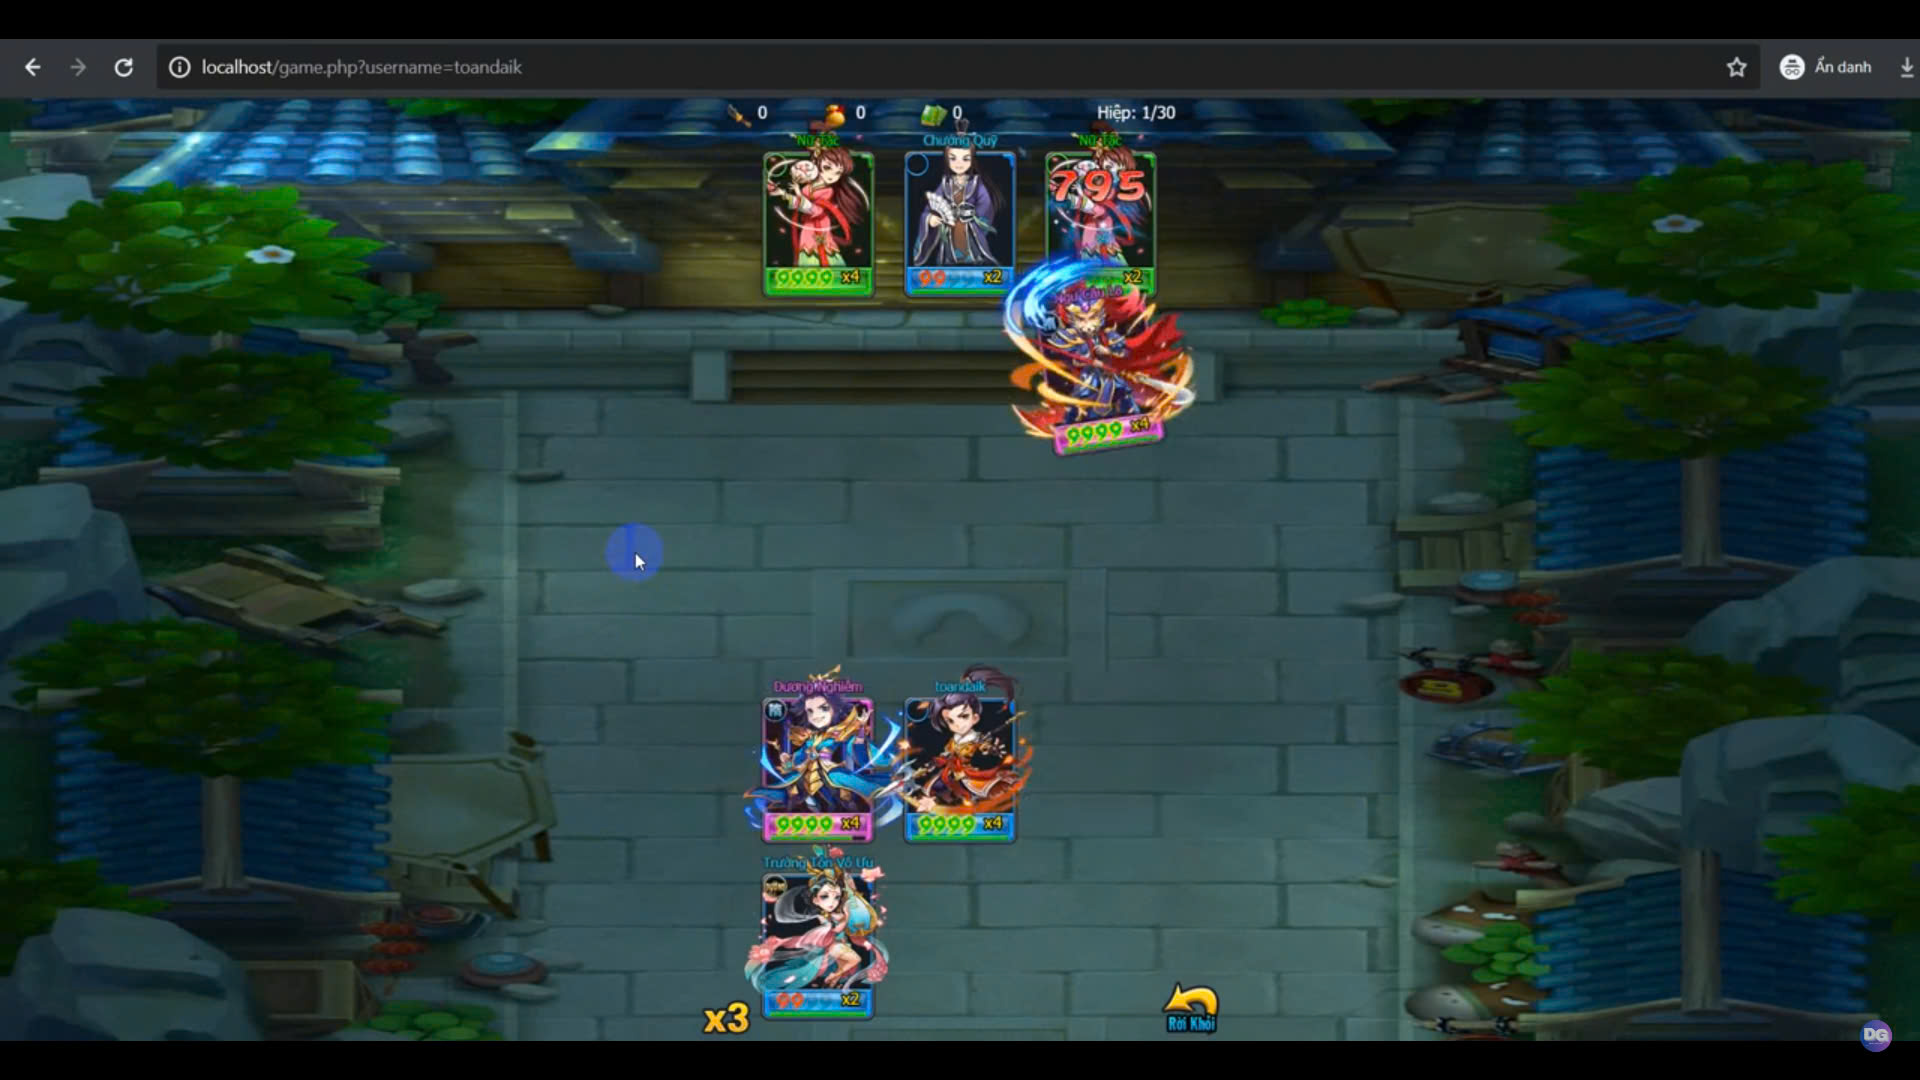 localhost/game.php?username=toandaik
Ẩn danh
0
0
0
Hiệp: 1/30
Nữ Tặc
Chưởng Quỹ
Nữ Tặc
795
9999 x4
99 x2
x2
9999 x4
Dương Nghiễm
toandaik
隋
9999 x4
9999 x4
Trưởng Tôn Vô Ưu
99 x2
x3
Rời Khỏi
DG